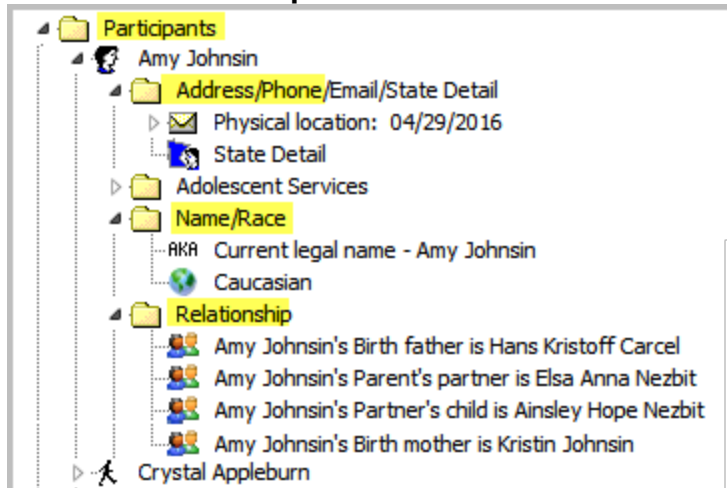 Participants
Amy Johnsin
Address/Phone/Email/State Detail
Physical location: 04/29/2016
State Detail
Adolescent Services
Name/Race
AKA Current legal name - Amy Johnsin
Caucasian
Relationship
Amy Johnsin's Birth father is Hans Kristoff Carcel
Amy Johnsin's Parent's partner is Elsa Anna Nezbit
Amy Johnsin's Partner's child is Ainsley Hope Nezbit
Amy Johnsin's Birth mother is Kristin Johnsin
Crystal Appleburn